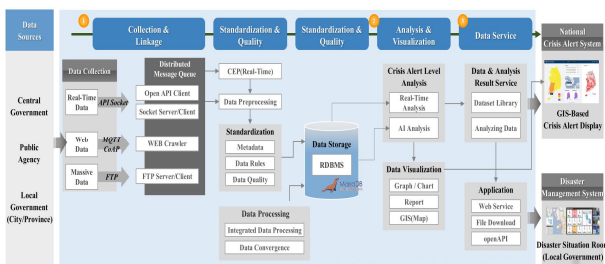 Data
Sources
1
Collection &
Linkage
Standardization &
Quality
Standardization &
Quality
2
Analysis &
Visualization
3
Data Service
National
Crisis Alert System
Central
Government
Public
Agency
Local
Government
(City/Province)
Data Collection
Real-Time
Data
API Socket
Web
Data
MQTT
CoAP
Massive
Data
FTP
Distributed
Message Queue
Open API Client
Socket Server/Client
WEB Crawler
FTP Server/Client
CEP(Real-Time)
Data Preprocessing
Standardization
Metadata
Data Rules
Data Quality
Data Processing
Integrated Data Processing
Data Convergence
Data Storage
RDBMS
MariaDB
Crisis Alert Level
Analysis
Real-Time
Analysis
AI Analysis
Data Visualization
Graph / Chart
Report
GIS(Map)
Data & Analysis
Result Service
Dataset Library
Analyzing Data
Application
Web Service
File Download
openAPI
GIS-Based
Crisis Alert Display
Disaster
Management System
Disaster Situation Room
(Local Government)